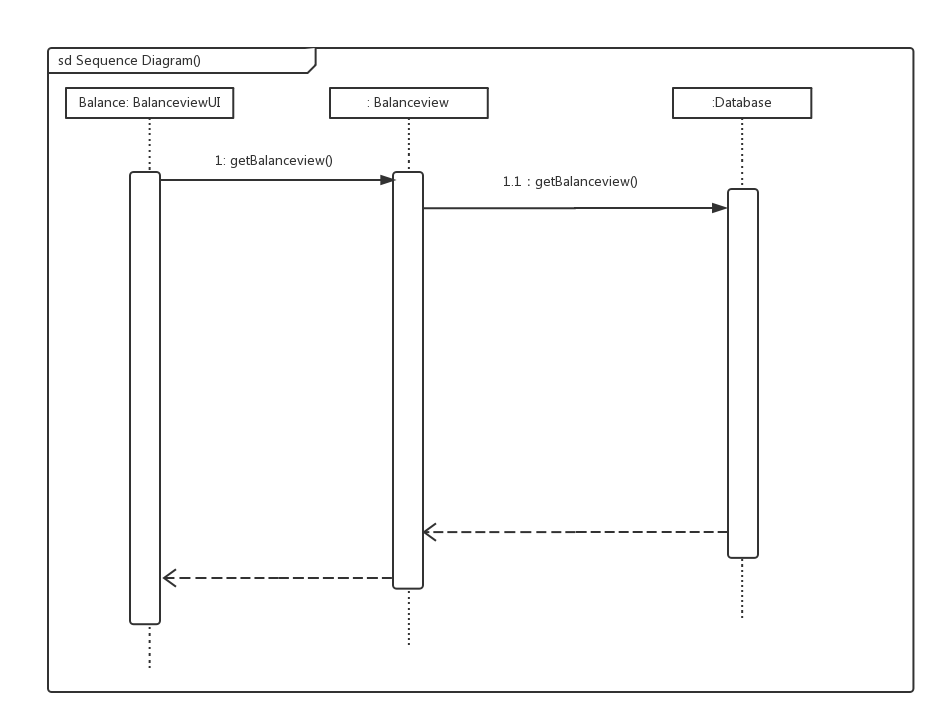 sd Sequence Diagram()
Balance: BalanceviewUI
: Balanceview
:Database
1: getBalanceview()
1.1 : getBalanceview()